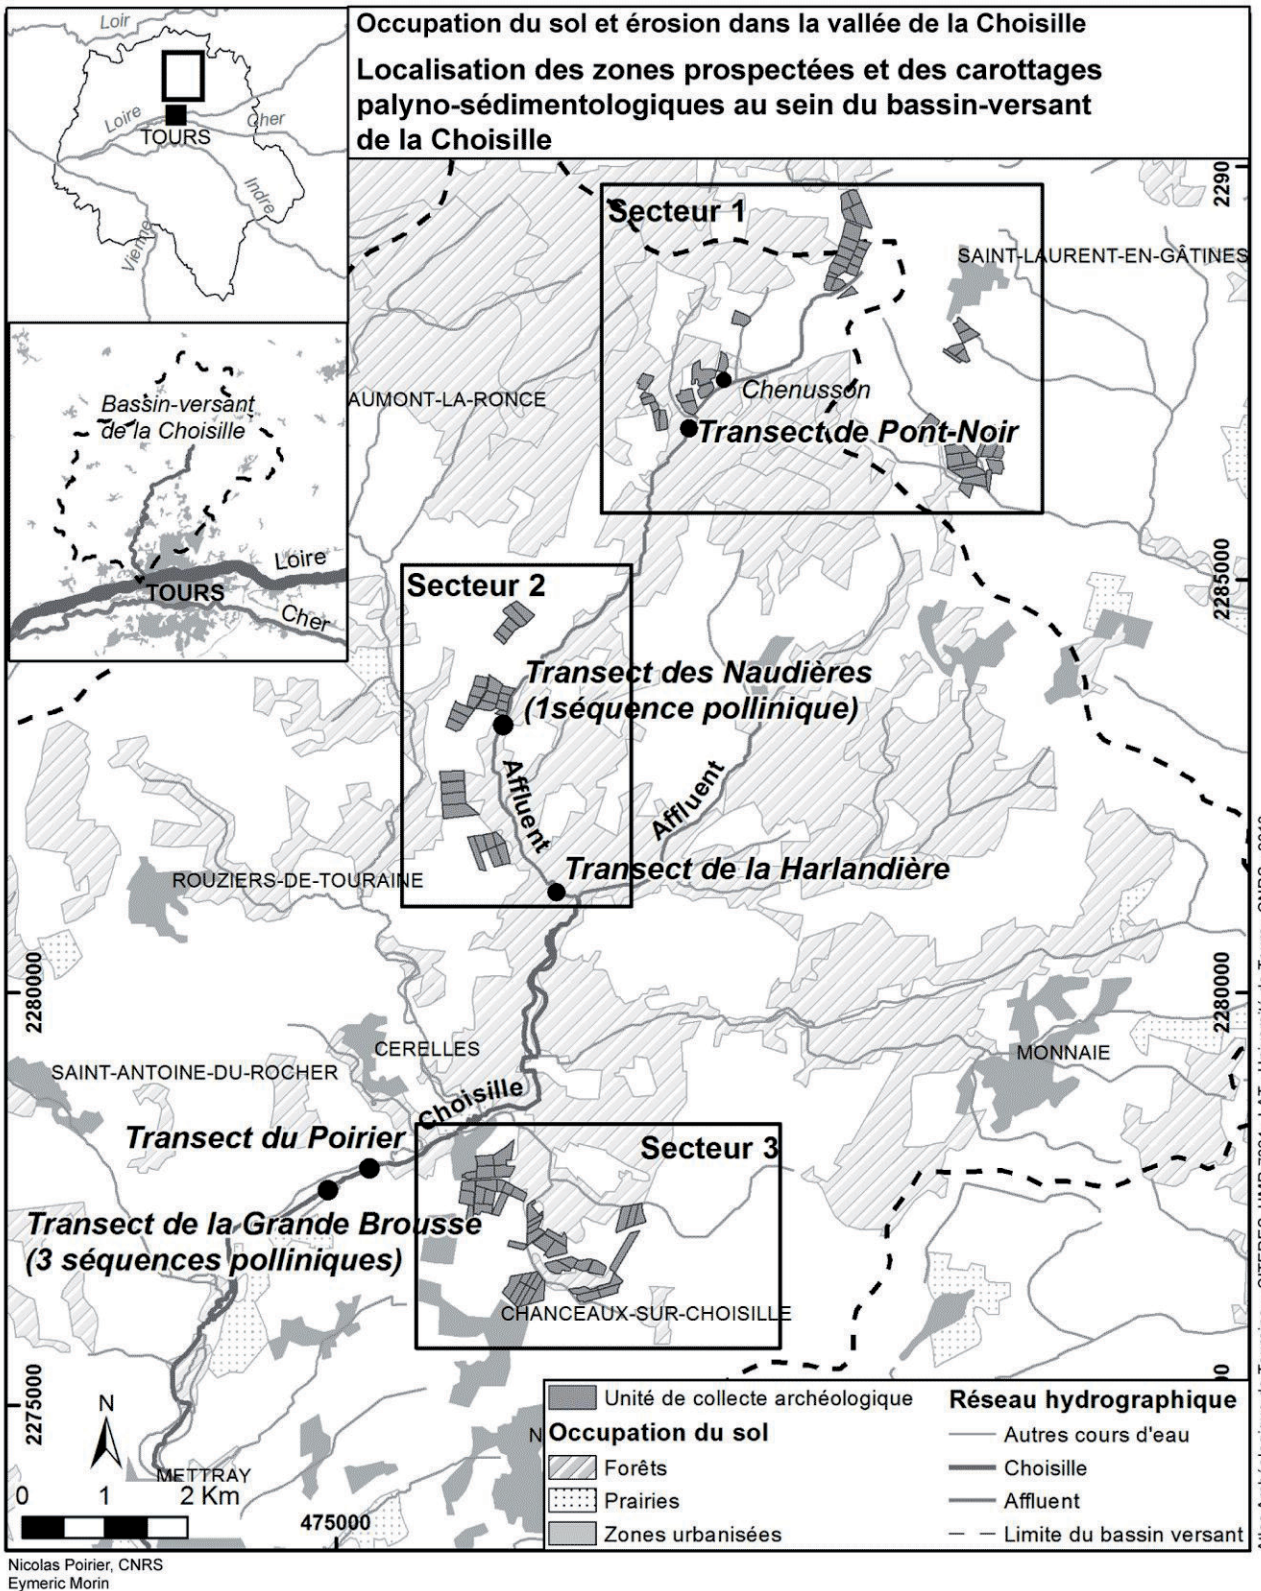 Occupation du sol et érosion dans la vallée de la Choisille
Localisation des zones prospectées et des carottages
palyno-sédimentologiques au sein du bassin-versant
de la Choisille
Loir
Loire
Cher
TOURS
Indre
Vienne
Bassin-versant
de la Choisille
Loire
TOURS
Cher
2290
Secteur 1
SAINT-LAURENT-EN-GÂTINES
Chenusson
AUMONT-LA-RONCE
Transect de Pont-Noir
2285000
Secteur 2
Transect des Naudières
(1séquence pollinique)
Affluent
Affluent
Transect de la Harlandière
ROUZIERS-DE-TOURAINE
2280000
2280000
CERELLES
MONNAIE
SAINT-ANTOINE-DU-ROCHER
Choisille
Transect du Poirier
Secteur 3
Transect de la Grande Brousse
(3 séquences polliniques)
CHANCEAUX-SUR-CHOISILLE
2275000
N
METTRAY
0 1 2 Km
475000
N
Unité de collecte archéologique
Occupation du sol
Forêts
Prairies
Zones urbanisées
Réseau hydrographique
Autres cours d'eau
Choisille
Affluent
Limite du bassin versant
Nicolas Poirier, CNRS
Eymeric Morin